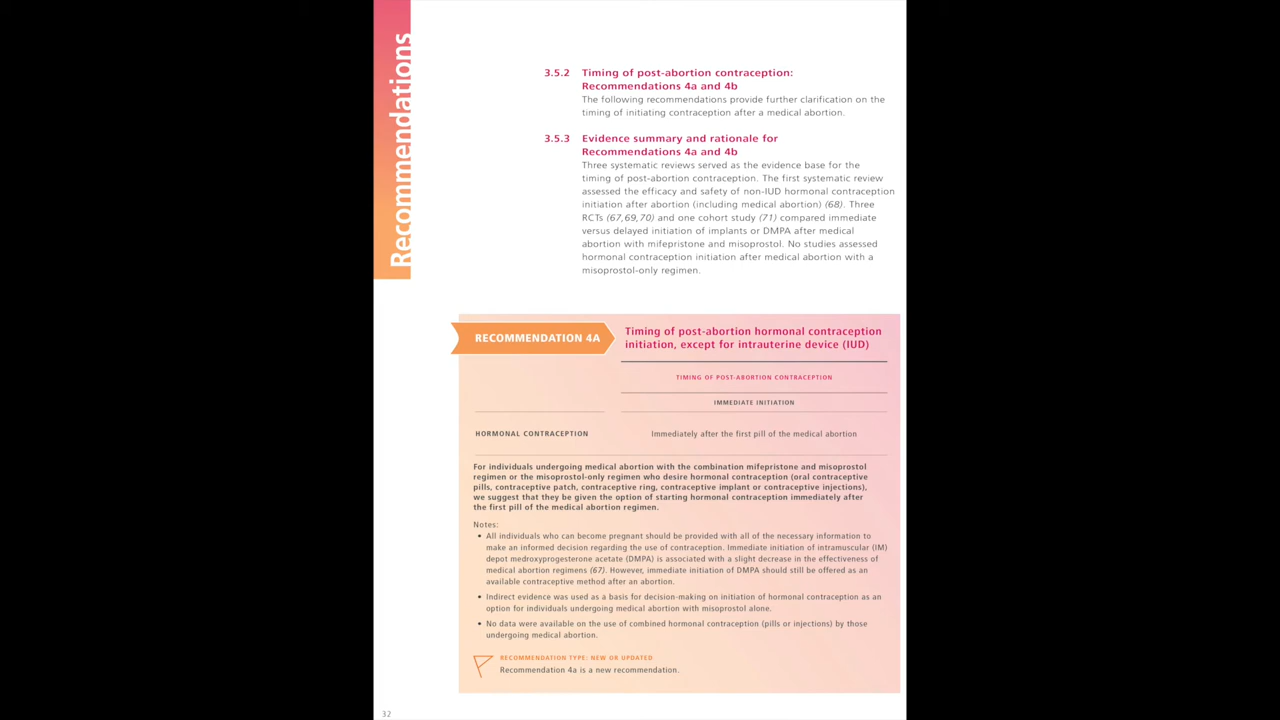 Recommendations
3.5.2 Timing of post-abortion contraception:
Recommendations 4a and 4b
The following recommendations provide further clarification on the
timing of initiating contraception after a medical abortion.
3.5.3 Evidence summary and rationale for
Recommendations 4a and 4b
Three systematic reviews served as the evidence base for the
timing of post-abortion contraception. The first systematic review
assessed the efficacy and safety of non-IUD hormonal contraception
initiation after abortion (including medical abortion) (68). Three
RCTs (67,69,70) and one cohort study (71) compared immediate
versus delayed initiation of implants or DMPA after medical
abortion with mifepristone and misoprostol. No studies assessed
hormonal contraception initiation after medical abortion with a
misoprostol-only regimen.
RECOMMENDATION 4A
Timing of post-abortion hormonal contraception
initiation, except for intrauterine device (IUD)
TIMING OF POST-ABORTION CONTRACEPTION
IMMEDIATE INITIATION
HORMONAL CONTRACEPTION Immediately after the first pill of the medical abortion
For individuals undergoing medical abortion with the combination mifepristone and misoprostol
regimen or the misoprostol-only regimen who desire hormonal contraception (oral contraceptive
pills, contraceptive patch, contraceptive ring, contraceptive implant or contraceptive injections),
we suggest that they be given the option of starting hormonal contraception immediately after
the first pill of the medical abortion regimen.
Notes:
• All individuals who can become pregnant should be provided with all of the necessary information to
make an informed decision regarding the use of contraception. Immediate initiation of intramuscular (IM)
depot medroxyprogesterone acetate (DMPA) is associated with a slight decrease in the effectiveness of
medical abortion regimens (67). However, immediate initiation of DMPA should still be offered as an
available contraceptive method after an abortion.
• Indirect evidence was used as a basis for decision-making on initiation of hormonal contraception as an
option for individuals undergoing medical abortion with misoprostol alone.
• No data were available on the use of combined hormonal contraception (pills or injections) by those
undergoing medical abortion.
RECOMMENDATION TYPE: NEW OR UPDATED
Recommendation 4a is a new recommendation.
32